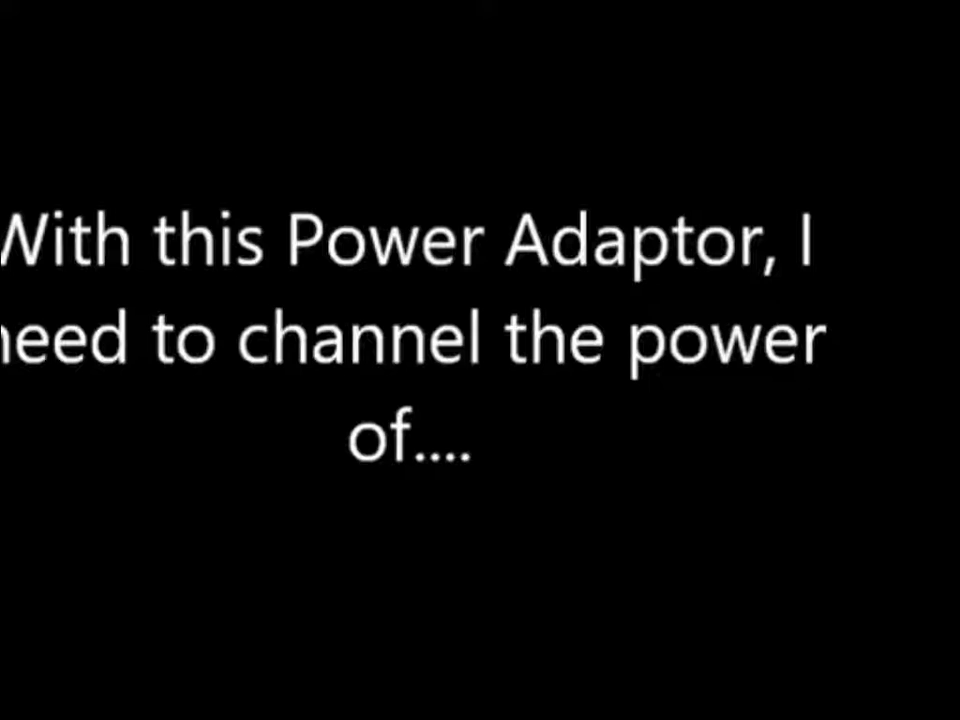 With this Power Adaptor, I
need to channel the power
of....